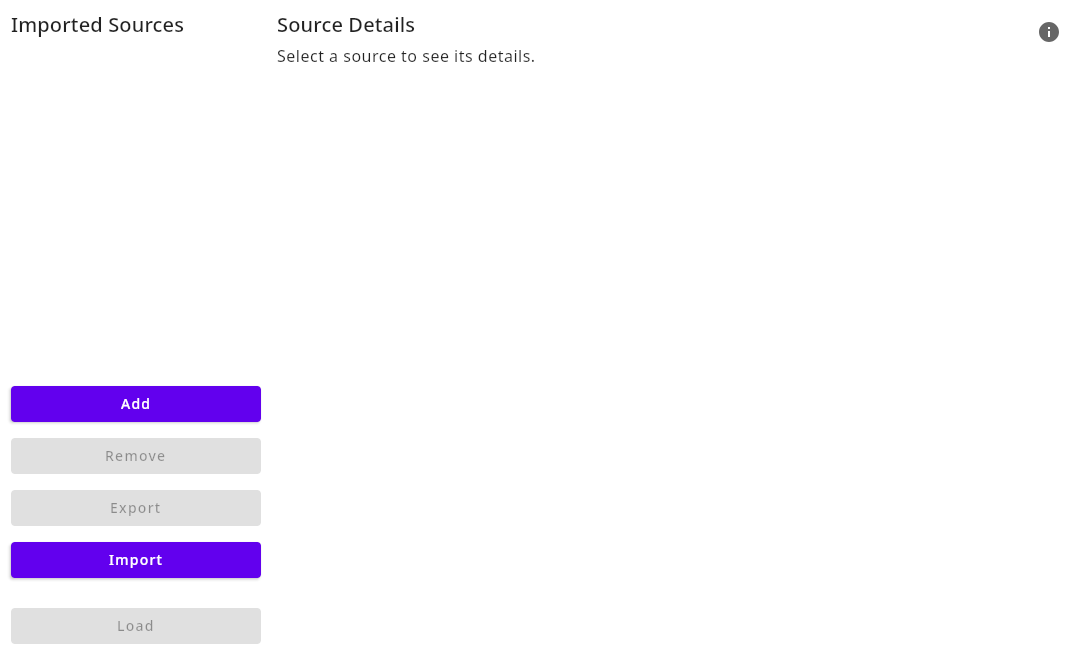 Imported Sources
Source Details
Select a source to see its details.
Add
Remove
Export
Import
Load